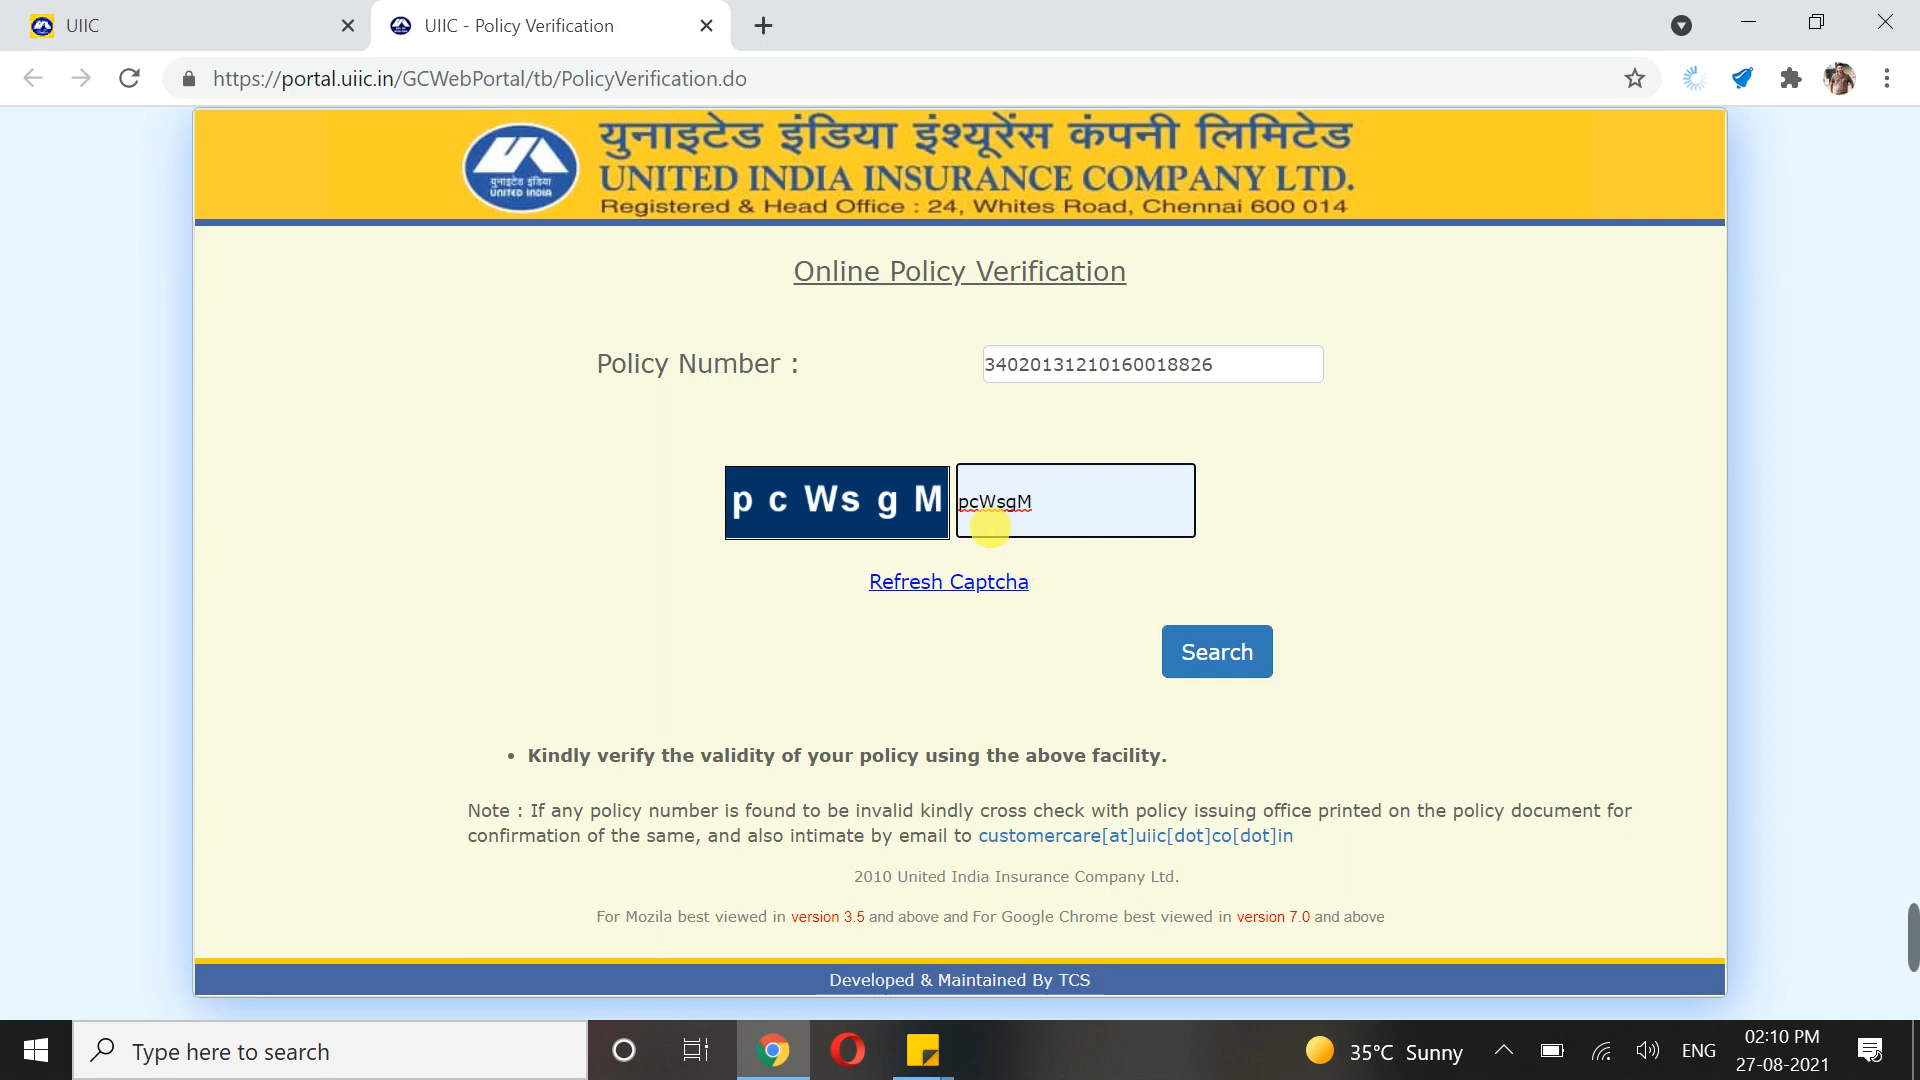 UIIC
UIIC - Policy Verification
https://portal.uiic.in/GCWebPortal/tb/PolicyVerification.do
युनाइटेड इंडिया इंश्यूरेंस कंपनी लिमिटेड
UNITED INDIA INSURANCE COMPANY LTD.
Registered & Head Office : 24, Whites Road, Chennai 600 014
युनाइटेड इंडिया
UNITED INDIA
Online Policy Verification
Policy Number :
34020131210160018826
p c Ws g M
pcWsgM
Refresh Captcha
Search
• Kindly verify the validity of your policy using the above facility.
Note : If any policy number is found to be invalid kindly cross check with policy issuing office printed on the policy document for
confirmation of the same, and also intimate by email to customercare[at]uiic[dot]co[dot]in
2010 United India Insurance Company Ltd.
For Mozila best viewed in version 3.5 and above and For Google Chrome best viewed in version 7.0 and above
Developed & Maintained By TCS
Type here to search
35°C Sunny
ENG
02:10 PM
27-08-2021